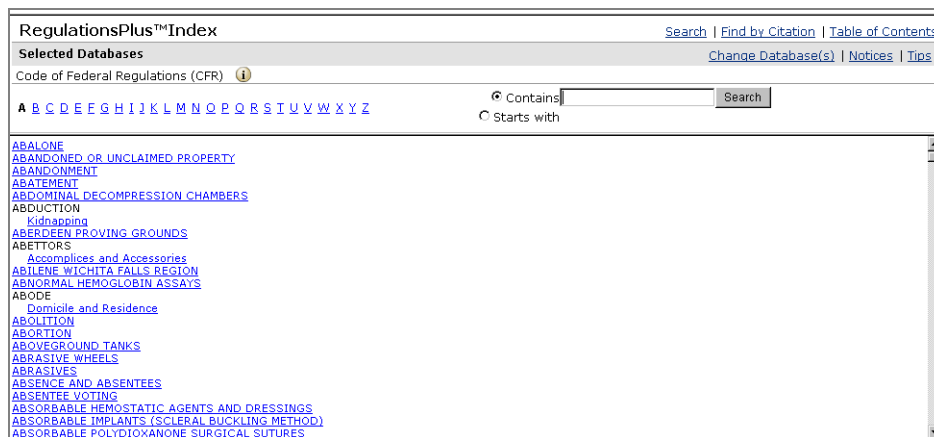 RegulationsPlus™Index
Search | Find by Citation | Table of Contents
Selected Databases
Change Database(s) | Notices | Tips
Code of Federal Regulations (CFR) i
A B C D E F G H I J K L M N O P Q R S T U V W X Y Z
Contains Search
Starts with
ABALONE
ABANDONED OR UNCLAIMED PROPERTY
ABANDONMENT
ABATEMENT
ABDOMINAL DECOMPRESSION CHAMBERS
ABDUCTION
Kidnapping
ABERDEEN PROVING GROUNDS
ABETTORS
Accomplices and Accessories
ABILENE WICHITA FALLS REGION
ABNORMAL HEMOGLOBIN ASSAYS
ABODE
Domicile and Residence
ABOLITION
ABORTION
ABOVEGROUND TANKS
ABRASIVE WHEELS
ABRASIVES
ABSENCE AND ABSENTEES
ABSENTEE VOTING
ABSORBABLE HEMOSTATIC AGENTS AND DRESSINGS
ABSORBABLE IMPLANTS (SCLERAL BUCKLING METHOD)
ABSORBABLE POLYDIOXANONE SURGICAL SUTURES